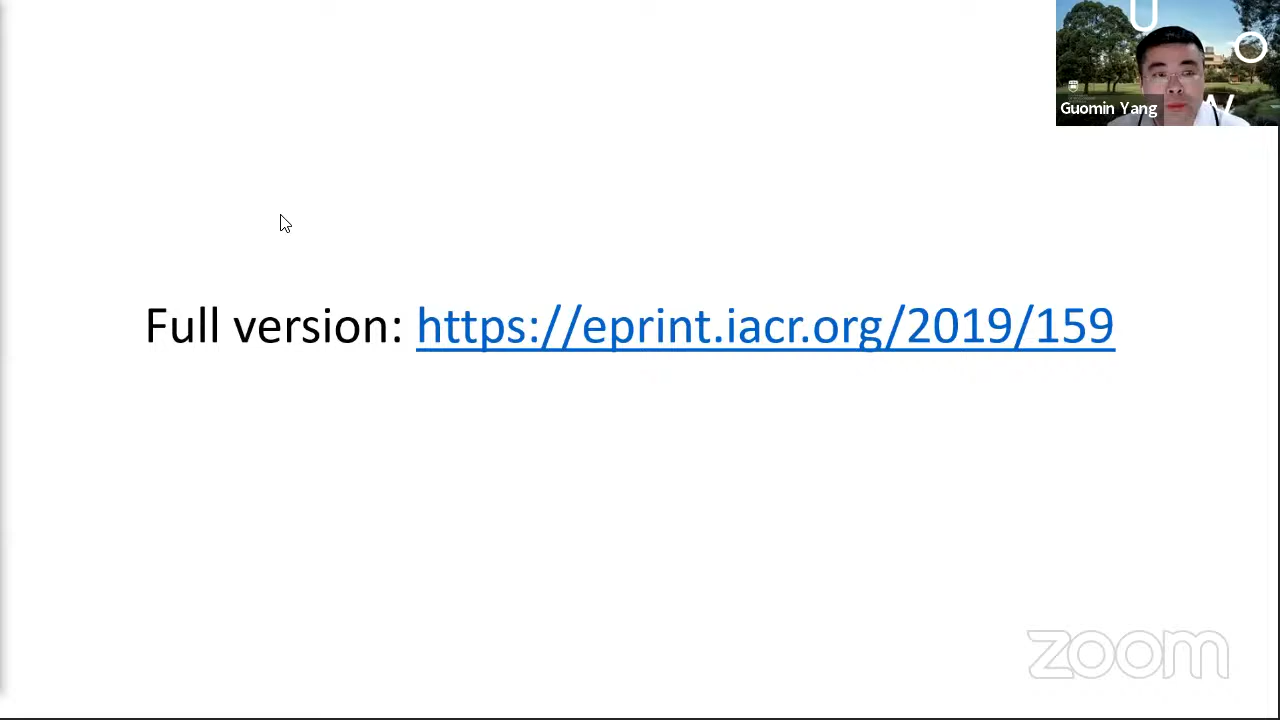 U
O
W
Guomin Yang
Full version: https://eprint.iacr.org/2019/159
zoom